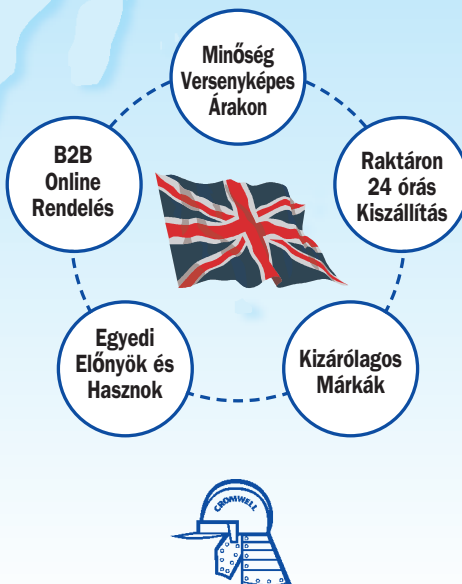 Minőség
Versenyképes
Árakon
B2B
Online
Rendelés
Raktáron
24 órás
Kiszállítás
Egyedi
Előnyök és
Hasznok
Kizárólagos
Márkák
CROMWELL